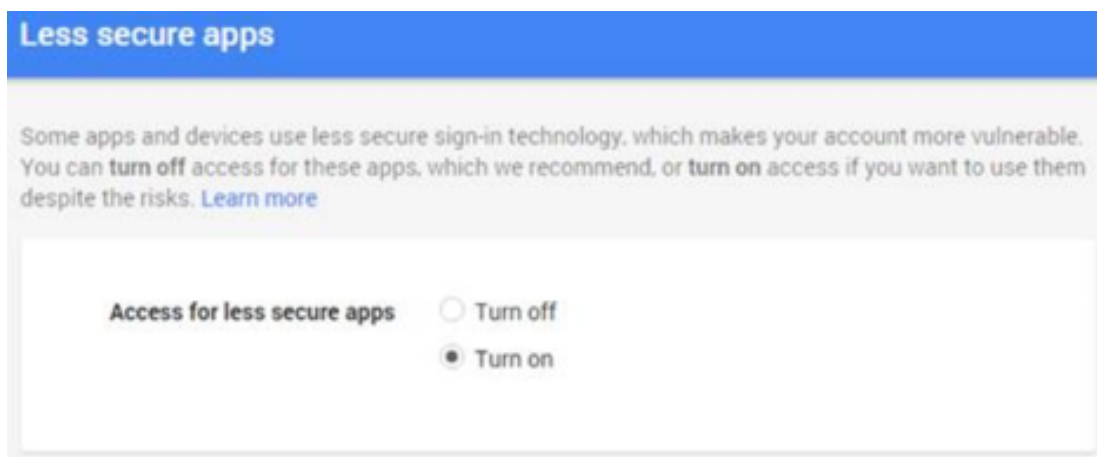 Less secure apps
Some apps and devices use less secure sign-in technology, which makes your account more vulnerable.
You can turn off access for these apps, which we recommend, or turn on access if you want to use them
despite the risks. Learn more
Access for less secure apps Turn off
Turn on